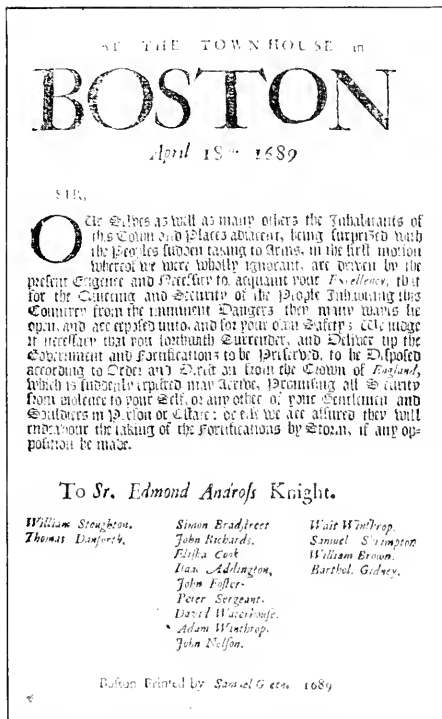 AT THE TOWN HOUSE in
BOSTON
April 18th 1689
SIR,
OUr Selves as well as many others the Inhabitants of
this Town and Places adjacent, being surprized with
the Peoples sudden taking to Arms, in the first motion
whereof we were wholly ignorant, are driven by the
present Exigence and Necessity to acquaint your Excellency, that
for the Quieting and Security of the People Inhabiting this
Countrey from the imminent Dangers they many wayes lie
open, and are exposed unto, and for your own Safety; We judge
it necessary that you forthwith Surrender, and Deliver up the
Government and Fortifications to be Preserved, to be Disposed
according to Order and Direction from the Crown of England,
which is suddenly expected may Arrive, Promising all Security
from violence to your Self, or any other of your Gentlemen and
Souldiers in Person or Estate: or else we are assured they will
endeavour the taking of the Fortifications by Storm, if any op-
position be made.
To Sr. Edmond Andross Knight.
William Stoughton.
Thomas Danforth.
Simon Bradstreet
John Richards.
Elisha Cook
Isaac Addington,
John Foster.
Peter Sergeant.
David Waterhouse.
Adam Winthrop.
John Nelson.
Wait Winthrop.
Samuel Shrimpton
William Brown.
Barthol. Gidney.
Boston Printed by Samuel Green. 1689